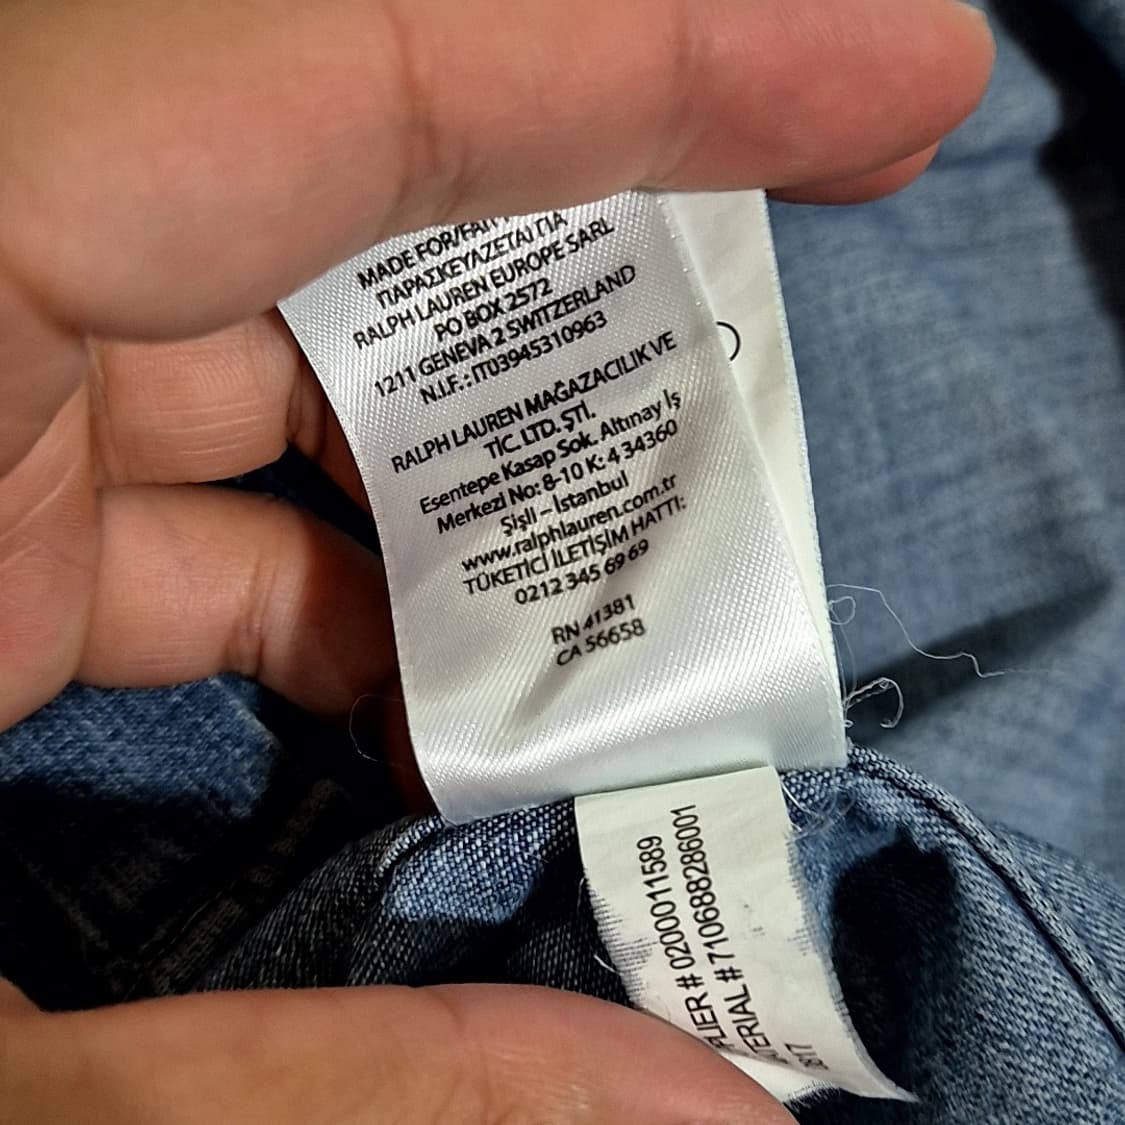 MADE FOR/FAIT
ΠΑΡΑΣΚΕΥΑΖΕΤΑΙ ΓΙΑ
RALPH LAUREN EUROPE SARL
PO BOX 2572
1211 GENEVA 2 SWITZERLAND
N.I.F. : IT03945310963
RALPH LAUREN MAĞAZACILIK VE
TİC. LTD. ŞTİ.
Esentepe Kasap Sok. Altınay İş
Merkezi No: 8-10 K: 4 34360
Şişli – İstanbul
www.ralphlauren.com.tr
TÜKETİCİ İLETİŞİM HATTI:
0212 345 69 69
RN 41381
CA 56658
# 0200011589
# 710688286001